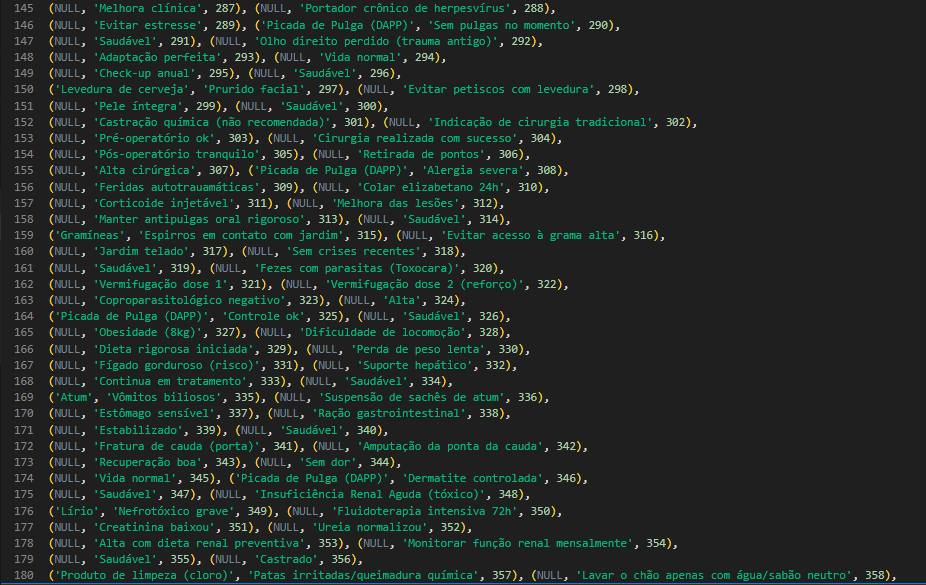 145 (NULL, 'Melhora clínica', 287), (NULL, 'Portador crônico de herpesvírus', 288),
146 (NULL, 'Evitar estresse', 289), ('Picada de Pulga (DAPP)', 'Sem pulgas no momento', 290),
147 (NULL, 'Saudável', 291), (NULL, 'Olho direito perdido (trauma antigo)', 292),
148 (NULL, 'Adaptação perfeita', 293), (NULL, 'Vida normal', 294),
149 (NULL, 'Check-up anual', 295), (NULL, 'Saudável', 296),
150 ('Levedura de cerveja', 'Prurido facial', 297), (NULL, 'Evitar petiscos com levedura', 298),
151 (NULL, 'Pele íntegra', 299), (NULL, 'Saudável', 300),
152 (NULL, 'Castração química (não recomendada)', 301), (NULL, 'Indicação de cirurgia tradicional', 302),
153 (NULL, 'Pré-operatório ok', 303), (NULL, 'Cirurgia realizada com sucesso', 304),
154 (NULL, 'Pós-operatório tranquilo', 305), (NULL, 'Retirada de pontos', 306),
155 (NULL, 'Alta cirúrgica', 307), ('Picada de Pulga (DAPP)', 'Alergia severa', 308),
156 (NULL, 'Feridas autotrauamáticas', 309), (NULL, 'Colar elizabetano 24h', 310),
157 (NULL, 'Corticoide injetável', 311), (NULL, 'Melhora das lesões', 312),
158 (NULL, 'Manter antipulgas oral rigoroso', 313), (NULL, 'Saudável', 314),
159 ('Gramíneas', 'Espirros em contato com jardim', 315), (NULL, 'Evitar acesso à grama alta', 316),
160 (NULL, 'Jardim telado', 317), (NULL, 'Sem crises recentes', 318),
161 (NULL, 'Saudável', 319), (NULL, 'Fezes com parasitas (Toxocara)', 320),
162 (NULL, 'Vermifugação dose 1', 321), (NULL, 'Vermifugação dose 2 (reforço)', 322),
163 (NULL, 'Coproparasitológico negativo', 323), (NULL, 'Alta', 324),
164 ('Picada de Pulga (DAPP)', 'Controle ok', 325), (NULL, 'Saudável', 326),
165 (NULL, 'Obesidade (8kg)', 327), (NULL, 'Dificuldade de locomoção', 328),
166 (NULL, 'Dieta rigorosa iniciada', 329), (NULL, 'Perda de peso lenta', 330),
167 (NULL, 'Fígado gorduroso (risco)', 331), (NULL, 'Suporte hepático', 332),
168 (NULL, 'Continua em tratamento', 333), (NULL, 'Saudável', 334),
169 ('Atum', 'Vômitos biliosos', 335), (NULL, 'Suspensão de sachês de atum', 336),
170 (NULL, 'Estômago sensível', 337), (NULL, 'Ração gastrointestinal', 338),
171 (NULL, 'Estabilizado', 339), (NULL, 'Saudável', 340),
172 (NULL, 'Fratura de cauda (porta)', 341), (NULL, 'Amputação da ponta da cauda', 342),
173 (NULL, 'Recuperação boa', 343), (NULL, 'Sem dor', 344),
174 (NULL, 'Vida normal', 345), ('Picada de Pulga (DAPP)', 'Dermatite controlada', 346),
175 (NULL, 'Saudável', 347), (NULL, 'Insuficiência Renal Aguda (tóxico)', 348),
176 ('Lírio', 'Nefrotóxico grave', 349), (NULL, 'Fluidoterapia intensiva 72h', 350),
177 (NULL, 'Creatinina baixou', 351), (NULL, 'Ureia normalizou', 352),
178 (NULL, 'Alta com dieta renal preventiva', 353), (NULL, 'Monitorar função renal mensalmente', 354),
179 (NULL, 'Saudável', 355), (NULL, 'Castrado', 356),
180 ('Produto de limpeza (cloro)', 'Patas irritadas/queimadura química', 357), (NULL, 'Lavar o chão apenas com água/sabão neutro', 358),